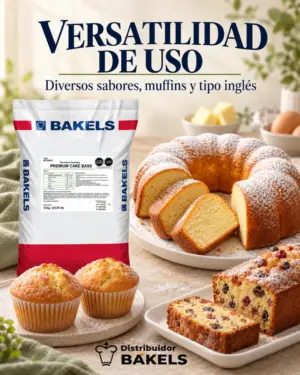 VERSATILIDAD
DE USO
Diversos sabores, muffins y tipo inglés
BAKELS
PREMIUM CAKE BASE
BAKELS
BAKELS
Distribuidor
BAKELS